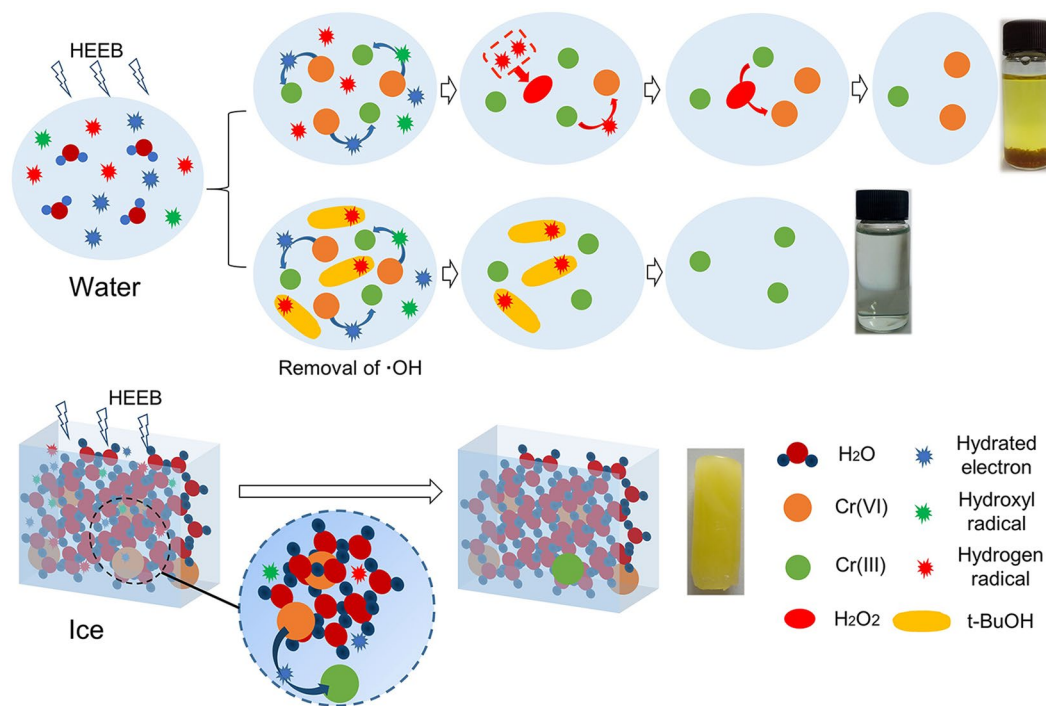 HEEB
Water
Removal of ·OH
HEEB
Ice
H₂O
Hydrated
electron
Cr(VI)
Hydroxyl
radical
Cr(III)
Hydrogen
radical
H₂O₂
t-BuOH